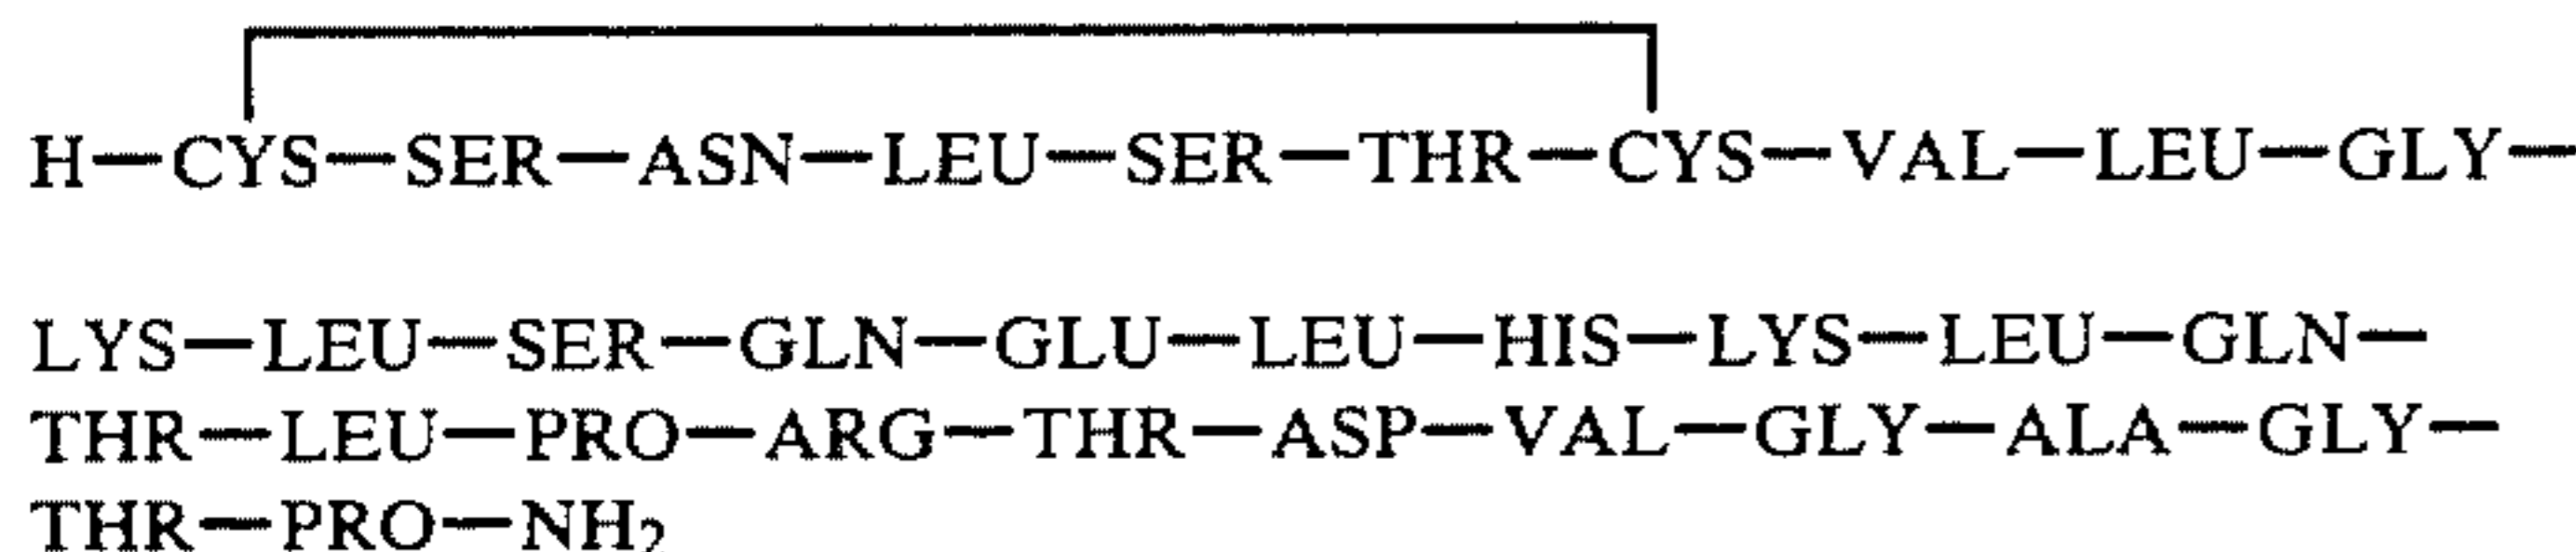 H—CYS—SER—ASN—LEU—SER—THR—CYS—VAL—LEU—GLY—
LYS—LEU—SER—GLN—GLU—LEU—HIS—LYS—LEU—GLN—
THR—LEU—PRO—ARG—THR—ASP—VAL—GLY—ALA—GLY—
THR—PRO—NH₂